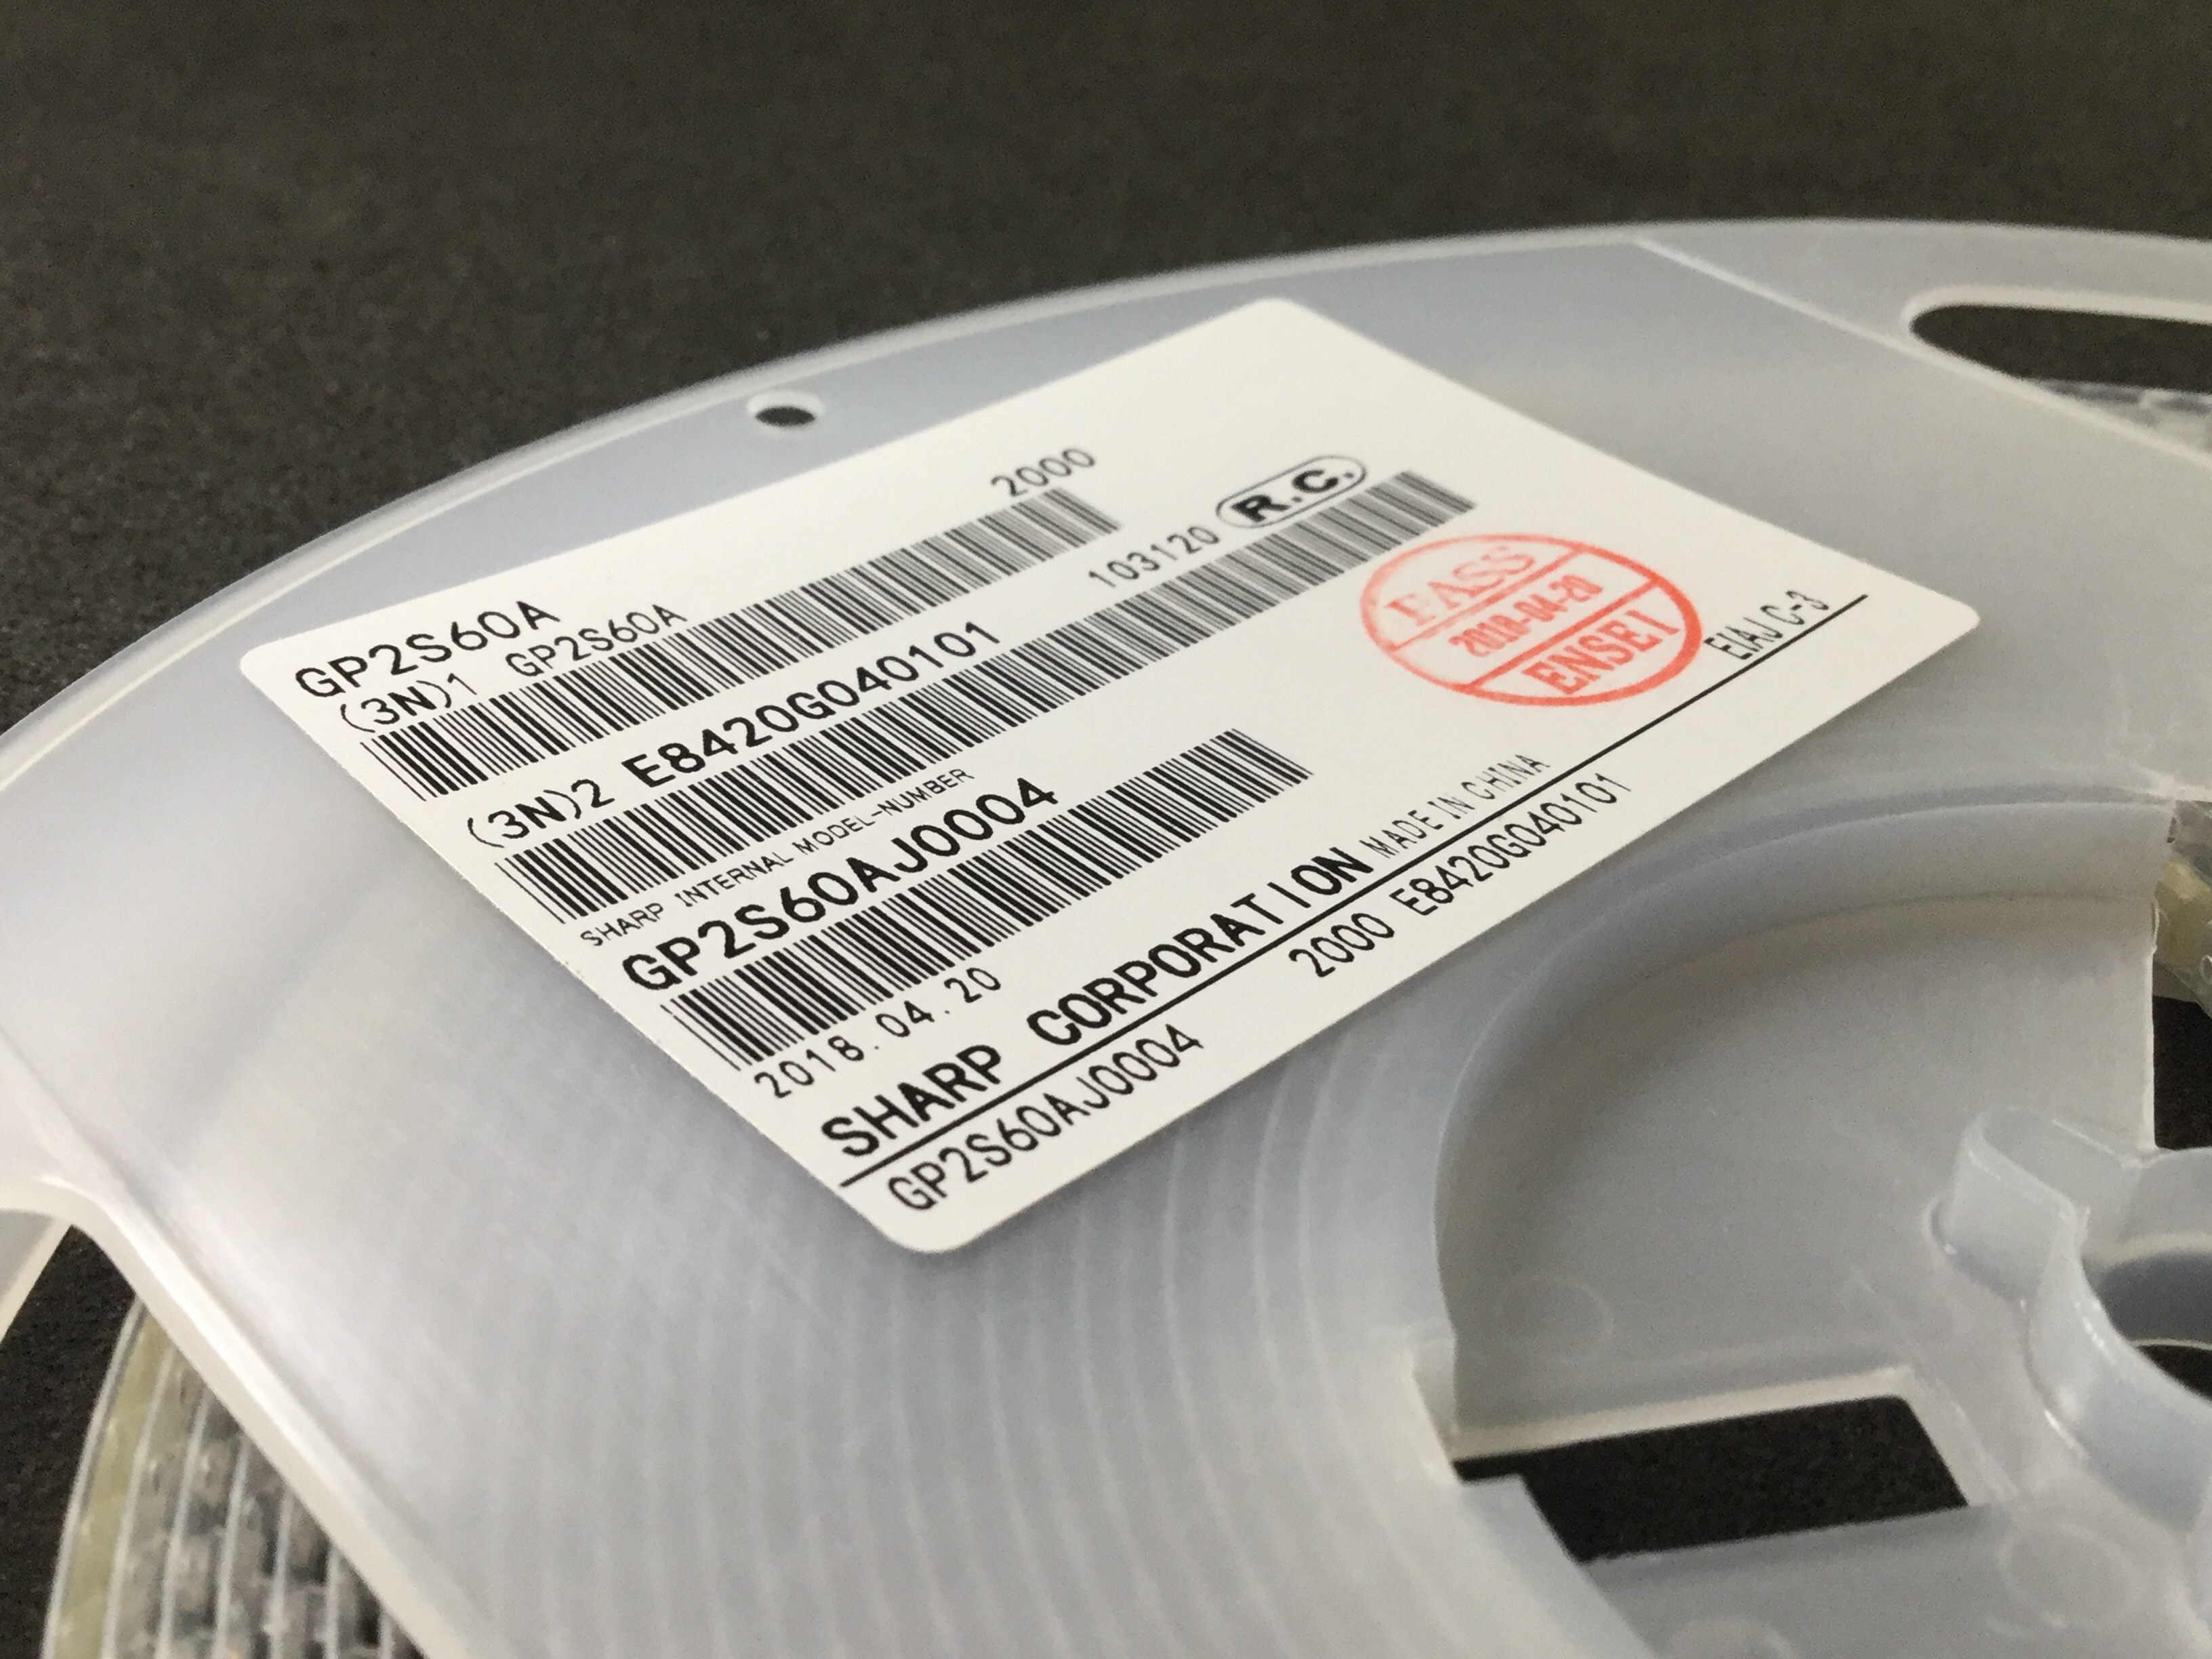 GP2S60A
(3N)1 GP2S60A 2000
(3N)2 E8420G040101 103120 R.C.
SHARP INTERNAL MODEL-NUMBER
GP2S60AJ0004
2018.04.20
PASS
2018-04-20
ENSEI
EIAJ C-3
SHARP CORPORATION MADE IN CHINA
GP2S60AJ0004 2000 E8420G040101